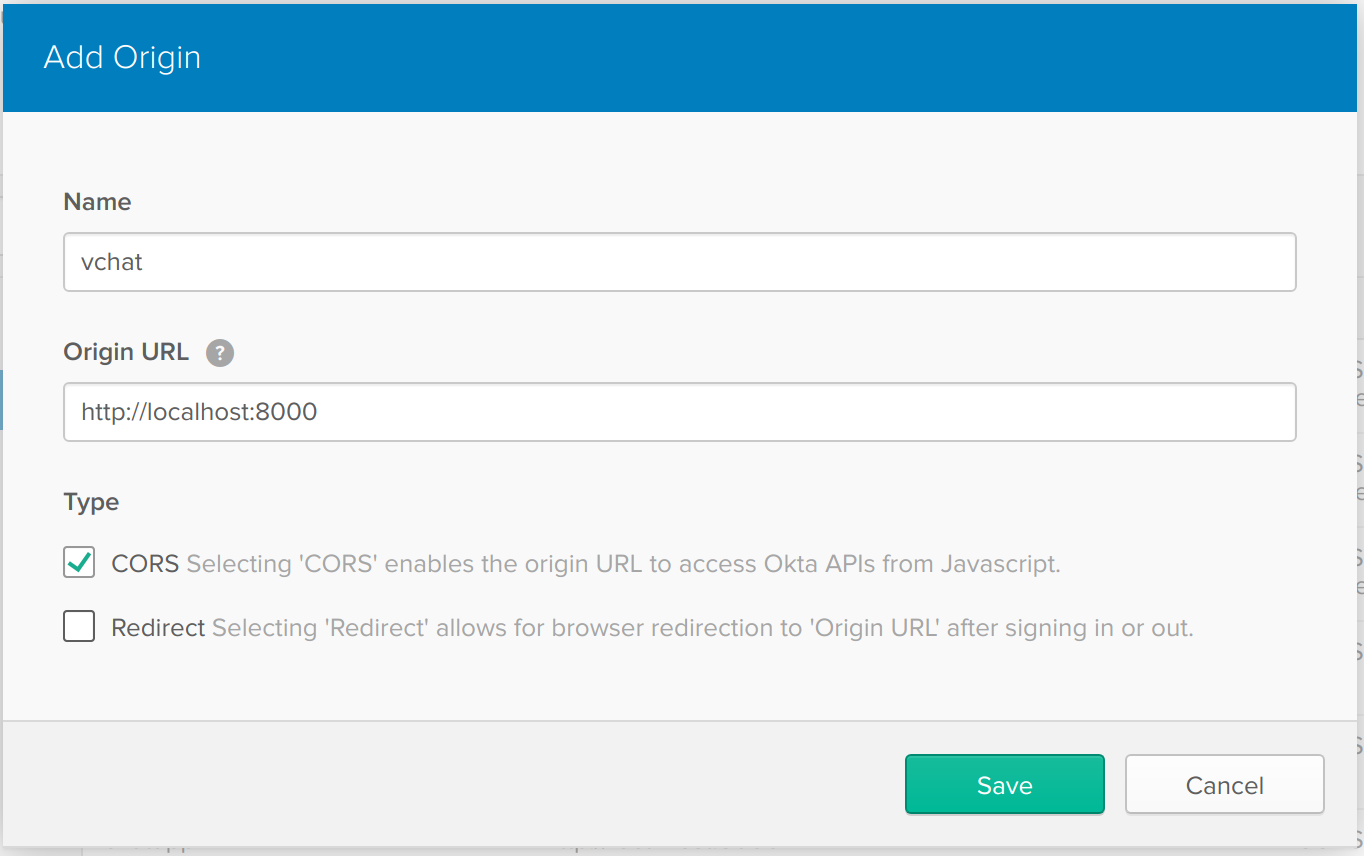 Add Origin
Name
vchat
Origin URL ?
http://localhost:8000
Type
CORS Selecting 'CORS' enables the origin URL to access Okta APIs from Javascript.
Redirect Selecting 'Redirect' allows for browser redirection to 'Origin URL' after signing in or out.
Save Cancel